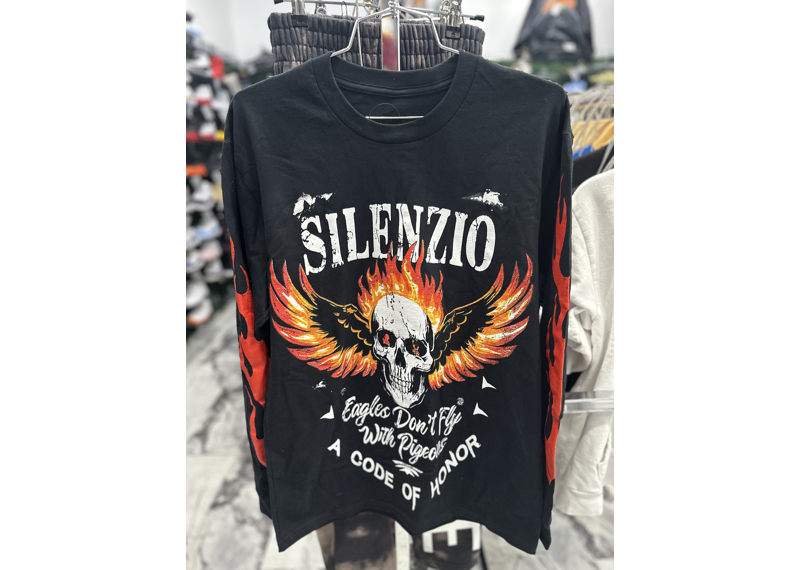 SILENZIO
Eagles Don't Fly
With Pigeons
A CODE OF HONOR